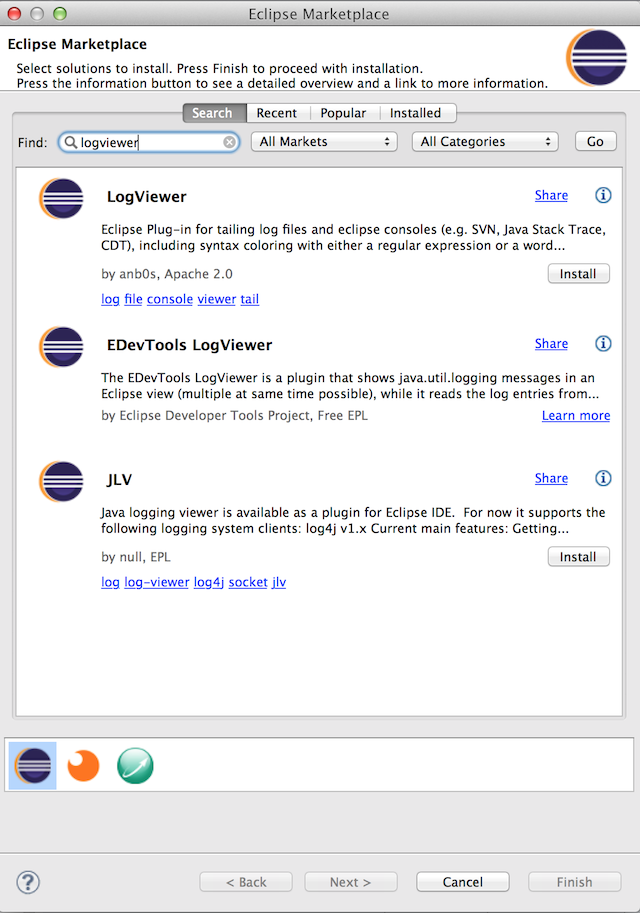 Eclipse Marketplace
Eclipse Marketplace
Select solutions to install. Press Finish to proceed with installation.
Press the information button to see a detailed overview and a link to more information.
Search Recent Popular Installed
Find: logviewer All Markets All Categories Go
LogViewer Share
Eclipse Plug-in for tailing log files and eclipse consoles (e.g. SVN, Java Stack Trace,
CDT), including syntax coloring with either a regular expression or a word...
by anb0s, Apache 2.0 Install
log file console viewer tail
EDevTools LogViewer Share
The EDevTools LogViewer is a plugin that shows java.util.logging messages in an
Eclipse view (multiple at same time possible), while it reads the log entries from...
by Eclipse Developer Tools Project, Free EPL Learn more
JLV Share
Java logging viewer is available as a plugin for Eclipse IDE.  For now it supports the
following logging system clients: log4j v1.x Current main features: Getting...
by null, EPL Install
log log-viewer log4j socket jlv
? < Back Next > Cancel Finish